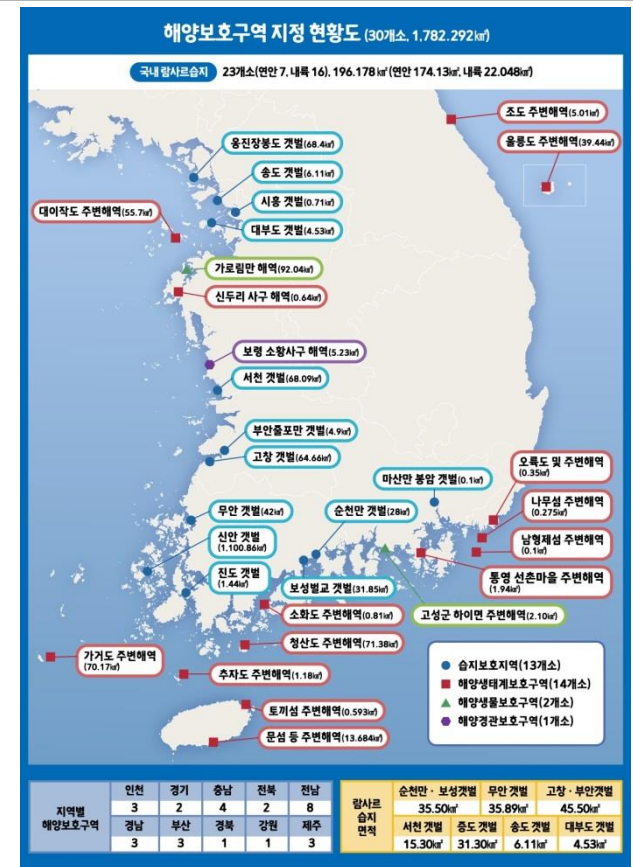 해양보호구역 지정 현황도 (30개소, 1,782.292㎢)
국내 람사르습지 23개소(연안 7, 내륙 16), 196.178㎢(연안 174.13㎢, 내륙 22.048㎢)
조도 주변해역(5.01㎢)
울릉도 주변해역(39.44㎢)
옹진장봉도 갯벌(68.4㎢)
송도 갯벌(6.11㎢)
시흥 갯벌(0.71㎢)
대이작도 주변해역(55.7㎢)
대부도 갯벌(4.53㎢)
가로림만 해역(92.04㎢)
신두리 사구 해역(0.64㎢)
보령 소황사구 해역(5.23㎢)
서천 갯벌(68.09㎢)
부안줄포만 갯벌(4.9㎢)
고창 갯벌(64.66㎢)
마산만 봉암 갯벌(0.1㎢)
오륙도 및 주변해역
(0.35㎢)
나무섬 주변해역
(0.275㎢)
남형제섬 주변해역
(0.1㎢)
통영 선촌마을 주변해역
(1.94㎢)
무안 갯벌(42㎢)
순천만 갯벌(28㎢)
신안 갯벌
(1,100.86㎢)
진도 갯벌
(1.44㎢)
보성벌교 갯벌(31.85㎢)
소화도 주변해역(0.81㎢)
고성군 하이면 주변해역(2.10㎢)
청산도 주변해역(71.38㎢)
가거도 주변해역
(70.17㎢)
추자도 주변해역(1.18㎢)
토끼섬 주변해역(0.593㎢)
문섬 등 주변해역(13.684㎢)
습지보호지역(13개소)
해양생태계보호구역(14개소)
해양생물보호구역(2개소)
해양경관보호구역(1개소)
지역별
해양보호구역
인천 경기 충남 전북 전남
3 2 4 2 8
경남 부산 경북 강원 제주
3 3 1 1 3
람사르
습지
면적
순천만 · 보성갯벌 무안 갯벌 고창 · 부안갯벌
35.50㎢ 35.89㎢ 45.50㎢
서천 갯벌 증도 갯벌 송도 갯벌 대부도 갯벌
15.30㎢ 31.30㎢ 6.11㎢ 4.53㎢